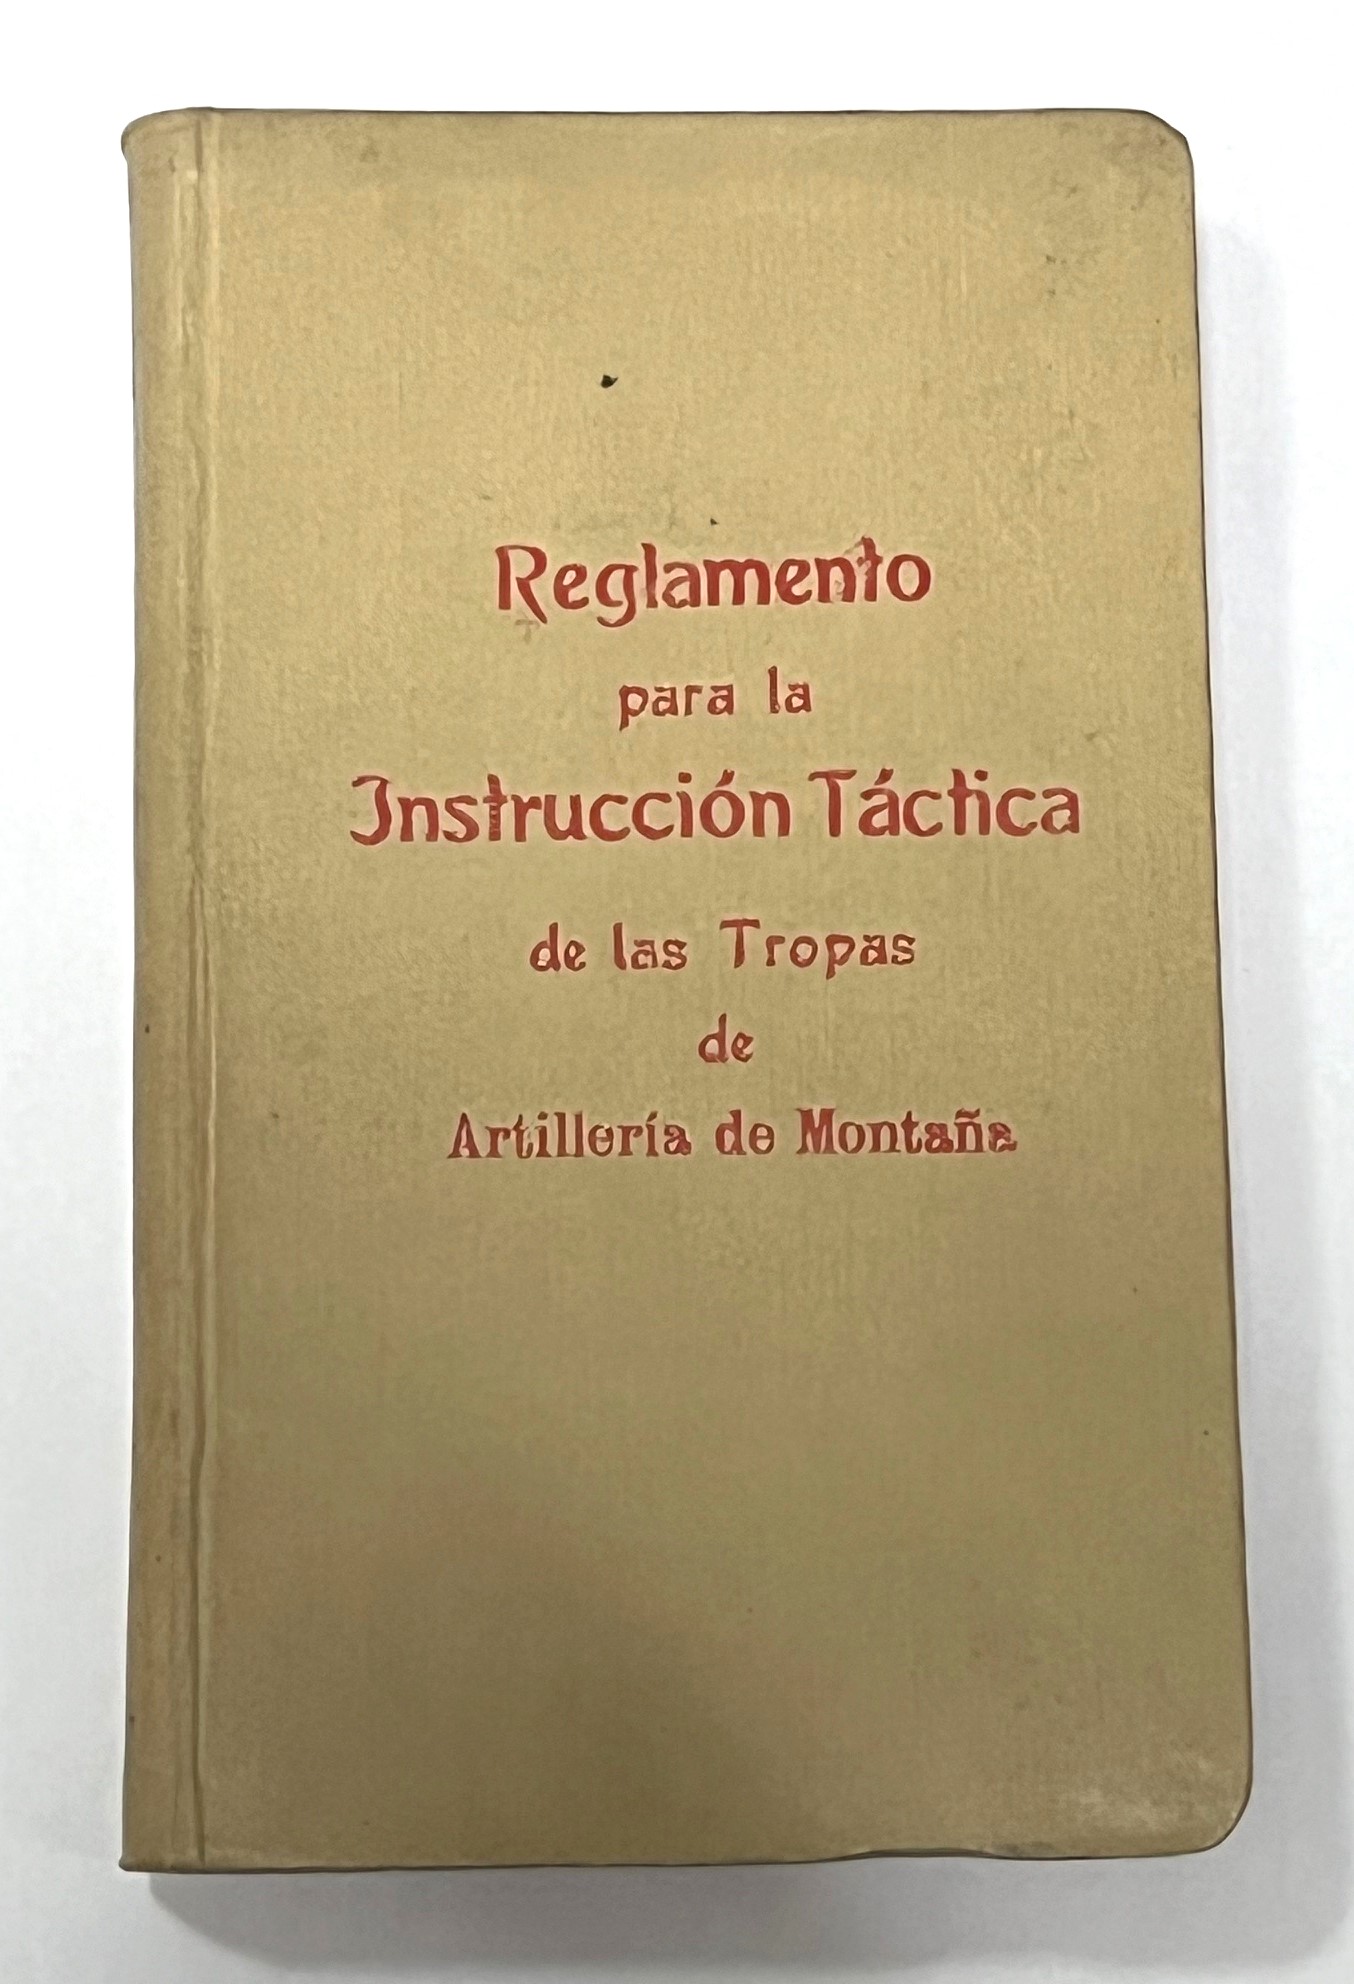 Reglamento
para la
Instrucción Táctica
de las Tropas
de
Artillería de Montaña